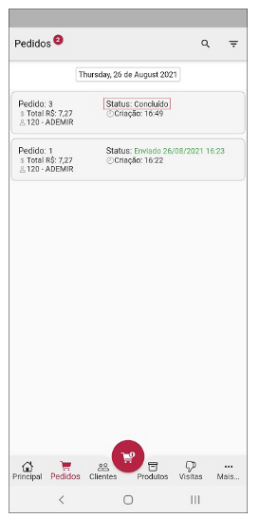 Pedidos 2
Thursday, 26 de August 2021
Pedido: 3 Status: Concluído
$ Total R$: 7,27 Criação: 16:49
120 - ADEMIR
Pedido: 1 Status: Enviado 26/08/2021 16:23
$ Total R$: 7,27 Criação: 16:22
120 - ADEMIR
Principal Pedidos Clientes Produtos Visitas Mais...